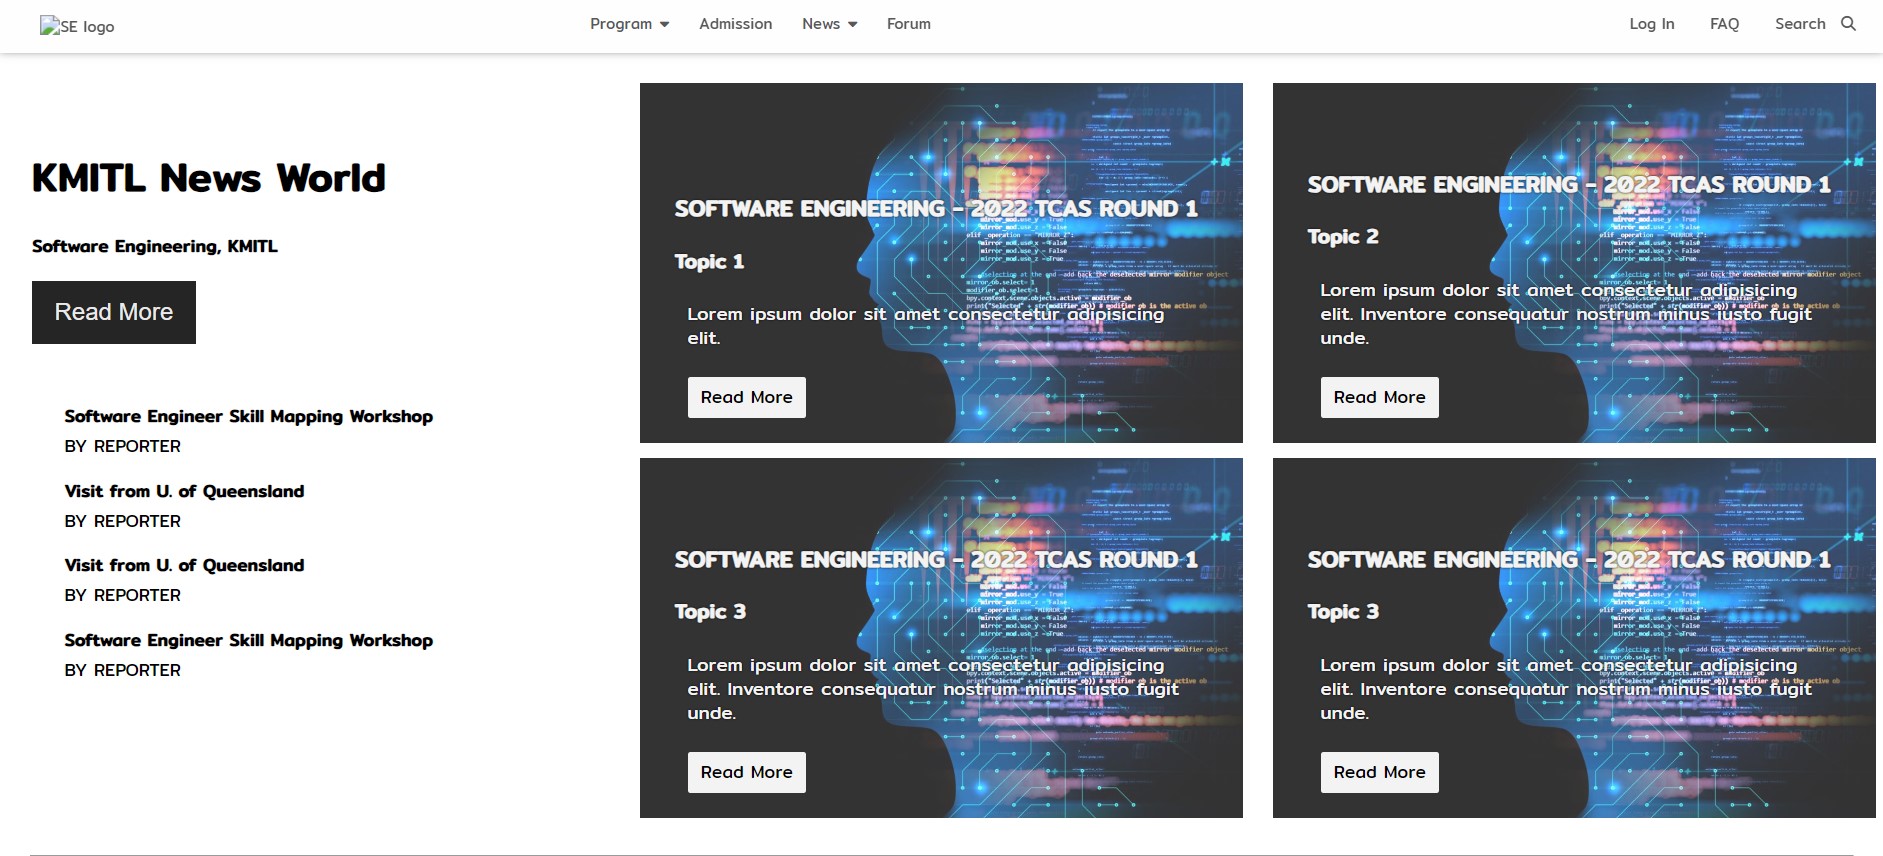 SE logo
Program
Admission
News
Forum
Log In
FAQ
Search
KMITL News World
Software Engineering, KMITL
Read More
Software Engineer Skill Mapping Workshop
BY REPORTER
Visit from U. of Queensland
BY REPORTER
Visit from U. of Queensland
BY REPORTER
Software Engineer Skill Mapping Workshop
BY REPORTER
SOFTWARE ENGINEERING - 2022 TCAS ROUND 1
Topic 1
Lorem ipsum dolor sit amet consectetur adipisicing
elit.
Read More
SOFTWARE ENGINEERING - 2022 TCAS ROUND 1
Topic 2
Lorem ipsum dolor sit amet consectetur adipisicing
elit. Inventore consequatur nostrum minus iusto fugit
unde.
Read More
SOFTWARE ENGINEERING - 2022 TCAS ROUND 1
Topic 3
Lorem ipsum dolor sit amet consectetur adipisicing
elit. Inventore consequatur nostrum minus iusto fugit
unde.
Read More
SOFTWARE ENGINEERING - 2022 TCAS ROUND 1
Topic 3
Lorem ipsum dolor sit amet consectetur adipisicing
elit. Inventore consequatur nostrum minus iusto fugit
unde.
Read More